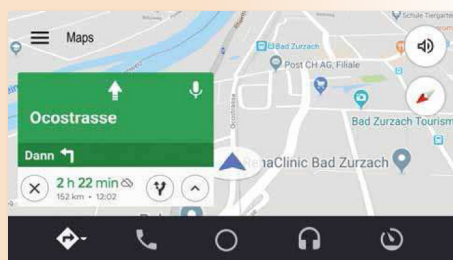 Maps
Schule Tiergarten
Bad Zurzach
Post CH AG, Filiale
Ocostrasse
Ocostrasse
Bad Zurzach Tourism
Dann
RehaClinic Bad Zurzach
2 h 22 min
152 km • 12:02